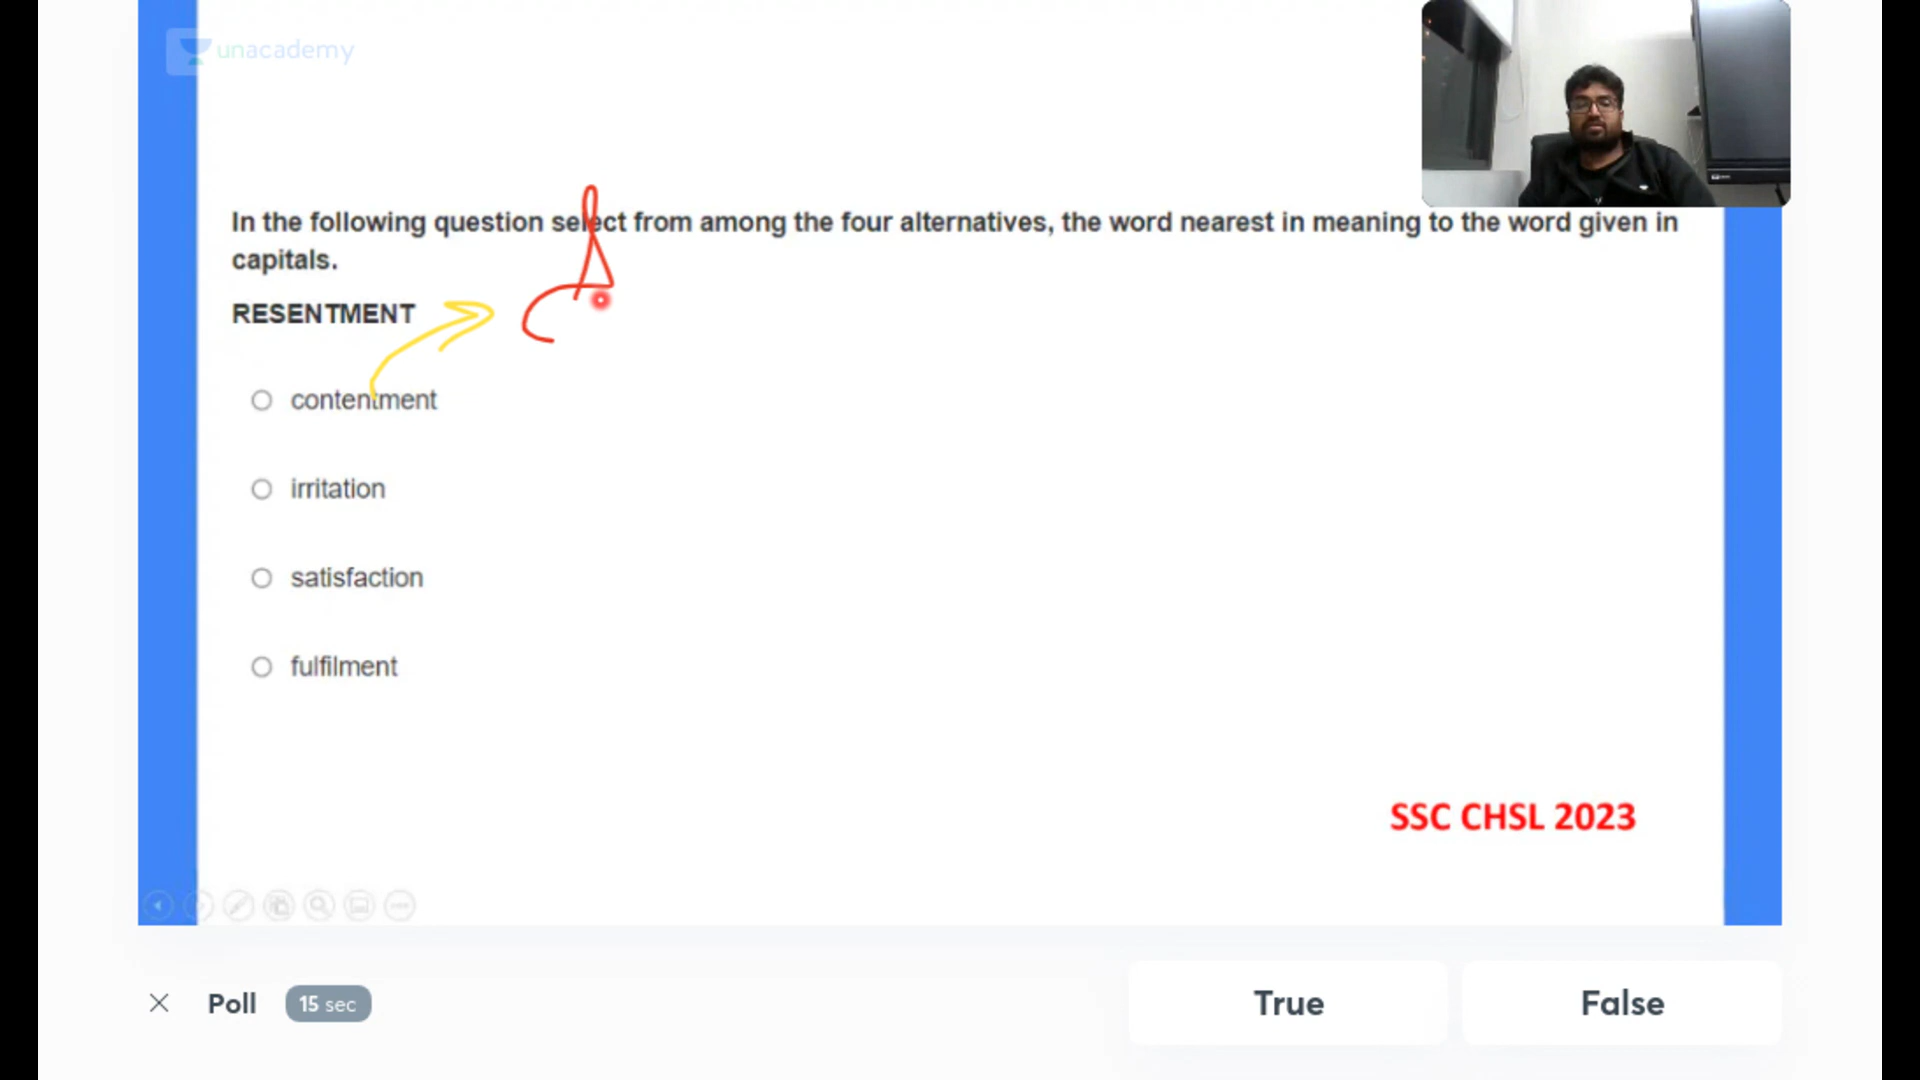 unacademy
In the following question select from among the four alternatives, the word nearest in meaning to the word given in
capitals.
RESENTMENT
contentment
irritation
satisfaction
fulfilment
SSC CHSL 2023
Poll 15 sec True False